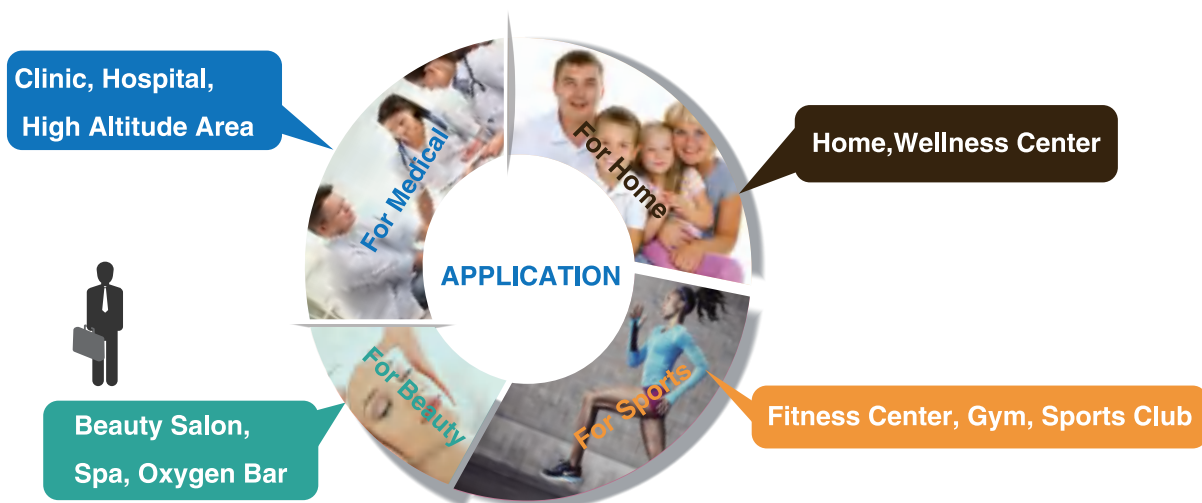 Clinic, Hospital,
High Altitude Area
For Medical
For Home
Home,Wellness Center
APPLICATION
For Beauty
For Sports
Beauty Salon,
Spa, Oxygen Bar
Fitness Center, Gym, Sports Club